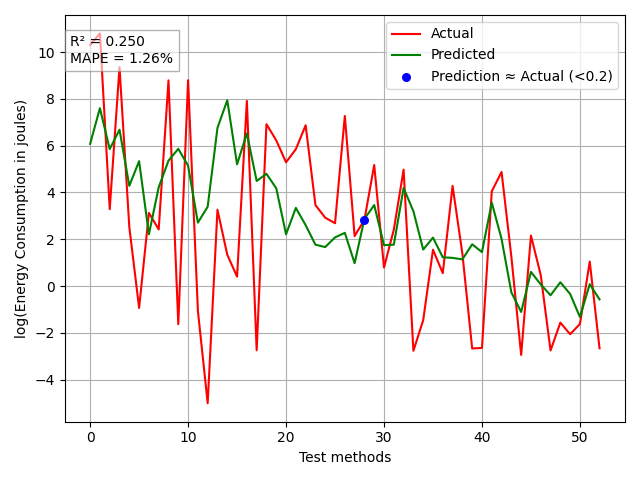 R² = 0.250
MAPE = 1.26%
Actual
Predicted
Prediction ≈ Actual (<0.2)
log(Energy Consumption in joules)
10
8
6
4
2
0
−2
−4
0
10
20
30
40
50
Test methods